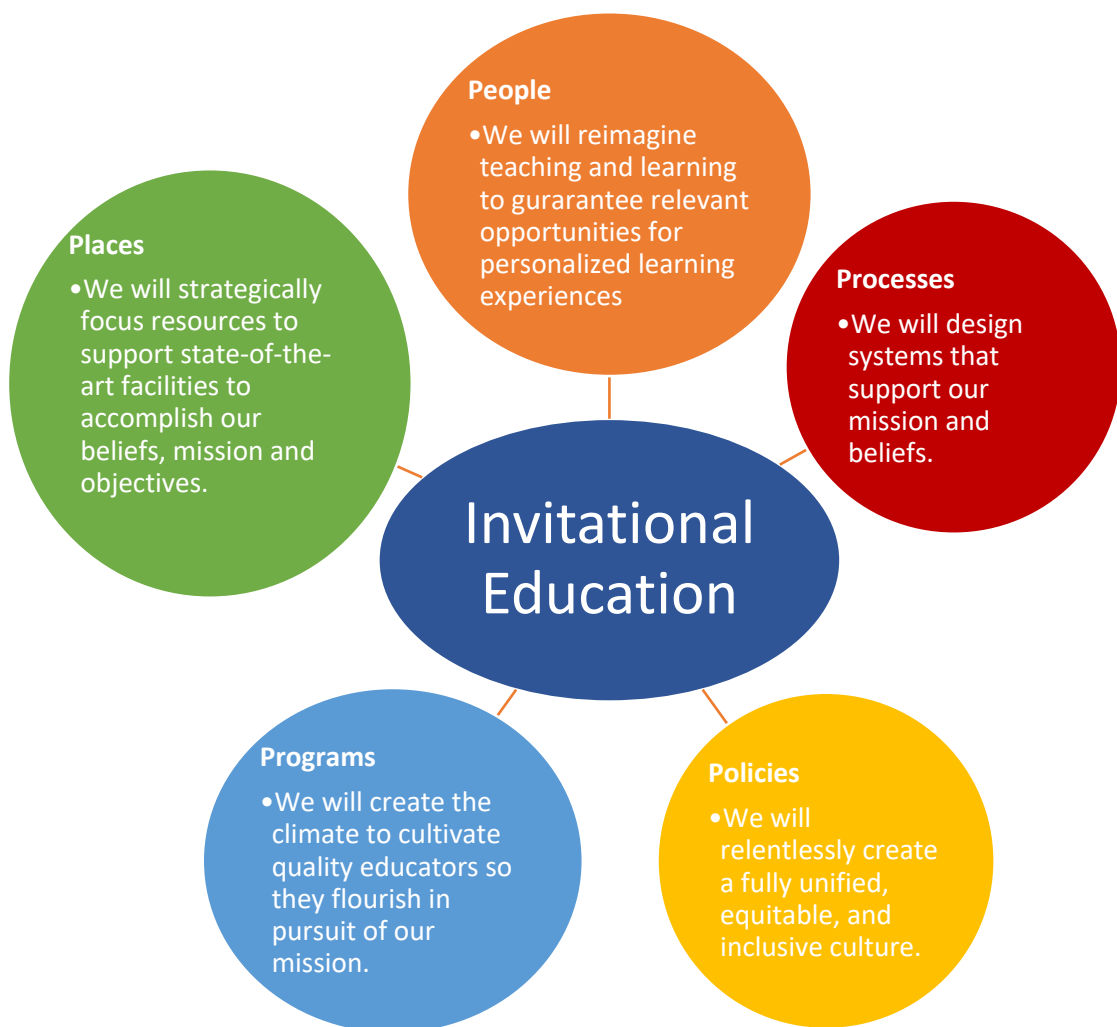 People
•We will reimagine
teaching and learning
to gurarantee relevant
opportunities for
personalized learning
experiences
Processes
•We will design
systems that
support our
mission and
beliefs.
Policies
•We will
relentlessly create
a fully unified,
equitable, and
inclusive culture.
Programs
•We will create the
climate to cultivate
quality educators so
they flourish in
pursuit of our
mission.
Places
•We will strategically
focus resources to
support state-of-the-
art facilities to
accomplish our
beliefs, mission and
objectives.
Invitational
Education